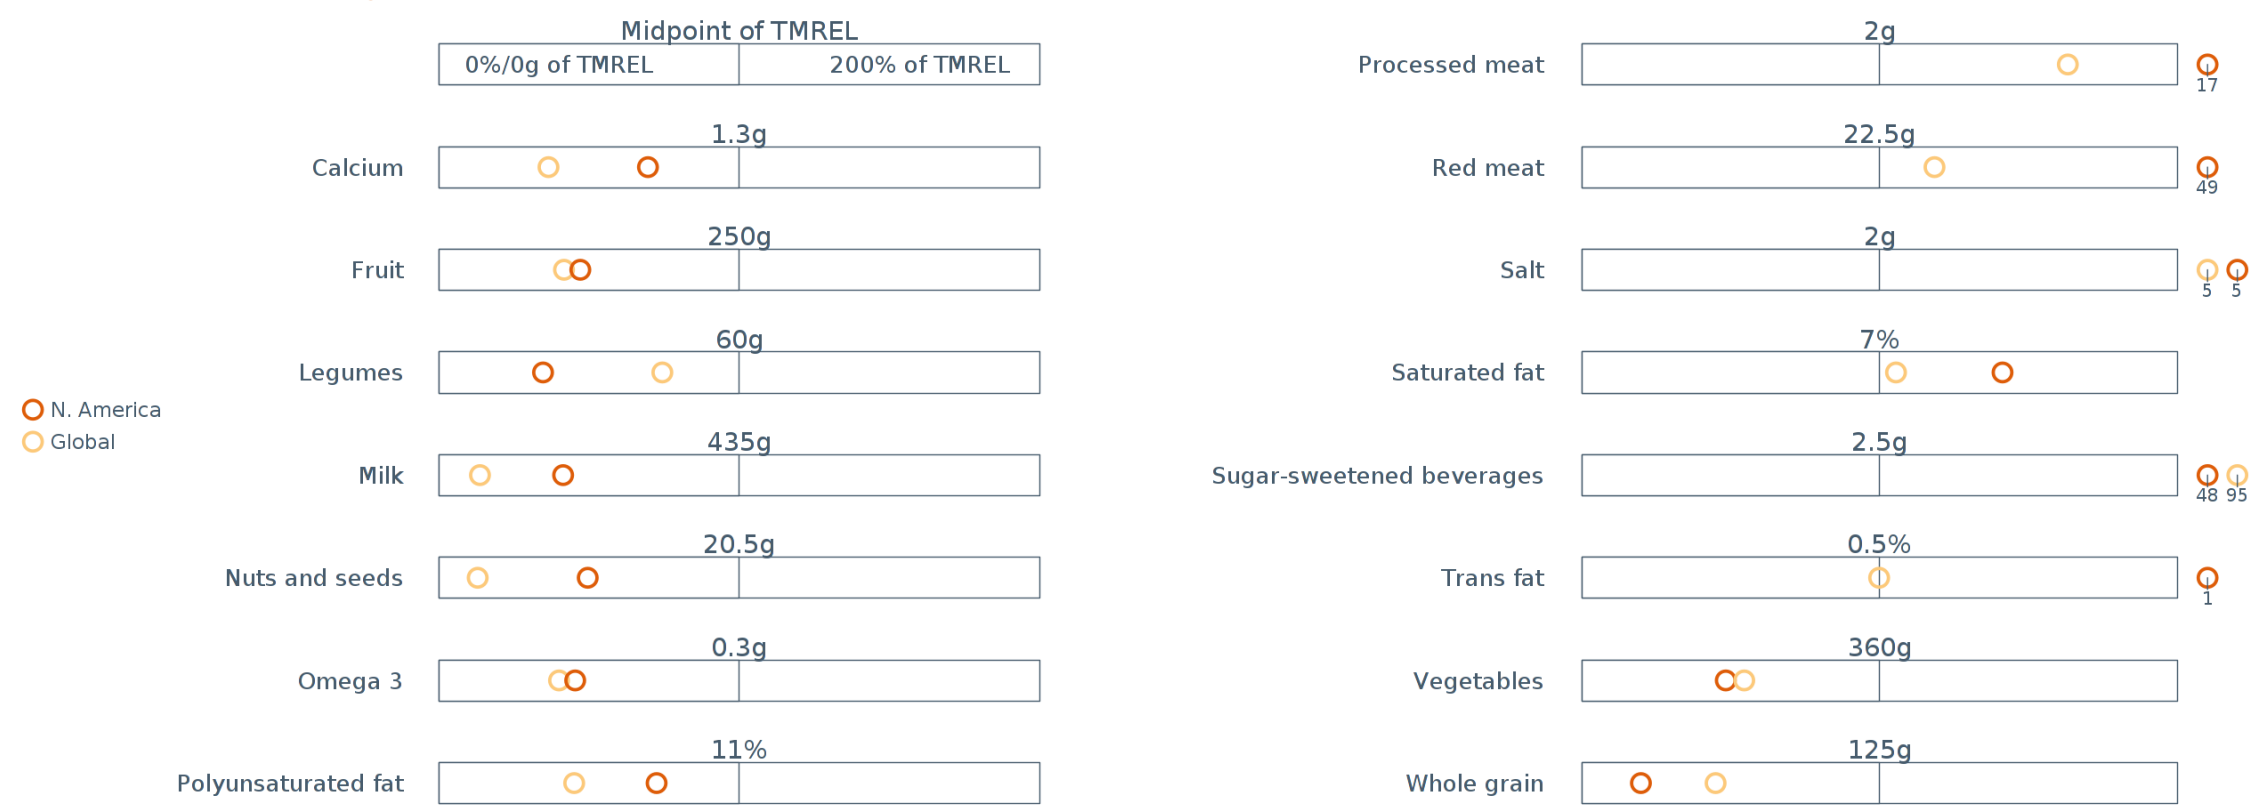 Midpoint of TMREL
0%/0g of TMREL 200% of TMREL
1.3g
Calcium
250g
Fruit
60g
Legumes
N. America
Global
435g
Milk
20.5g
Nuts and seeds
0.3g
Omega 3
11%
Polyunsaturated fat
2g
Processed meat
17
22.5g
Red meat
49
2g
Salt
5 5
7%
Saturated fat
2.5g
Sugar-sweetened beverages
48 95
0.5%
Trans fat
1
360g
Vegetables
125g
Whole grain